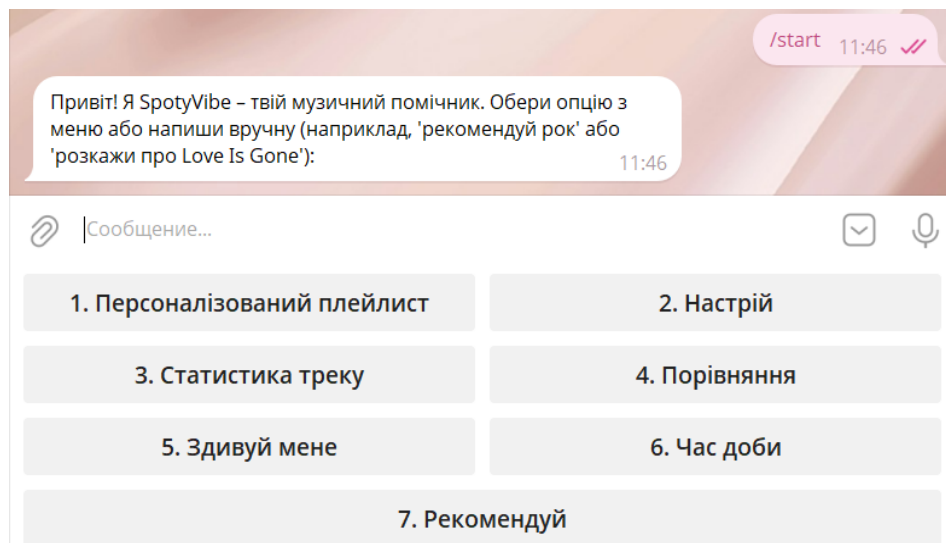 /start 11:46
Привіт! Я SpotyVibe – твій музичний помічник. Обери опцію з
меню або напиши вручну (наприклад, 'рекомендуй рок' або
'розкажи про Love Is Gone'):
11:46
Сообщение...
1. Персоналізований плейлист
2. Настрій
3. Статистика треку
4. Порівняння
5. Здивуй мене
6. Час доби
7. Рекомендуй